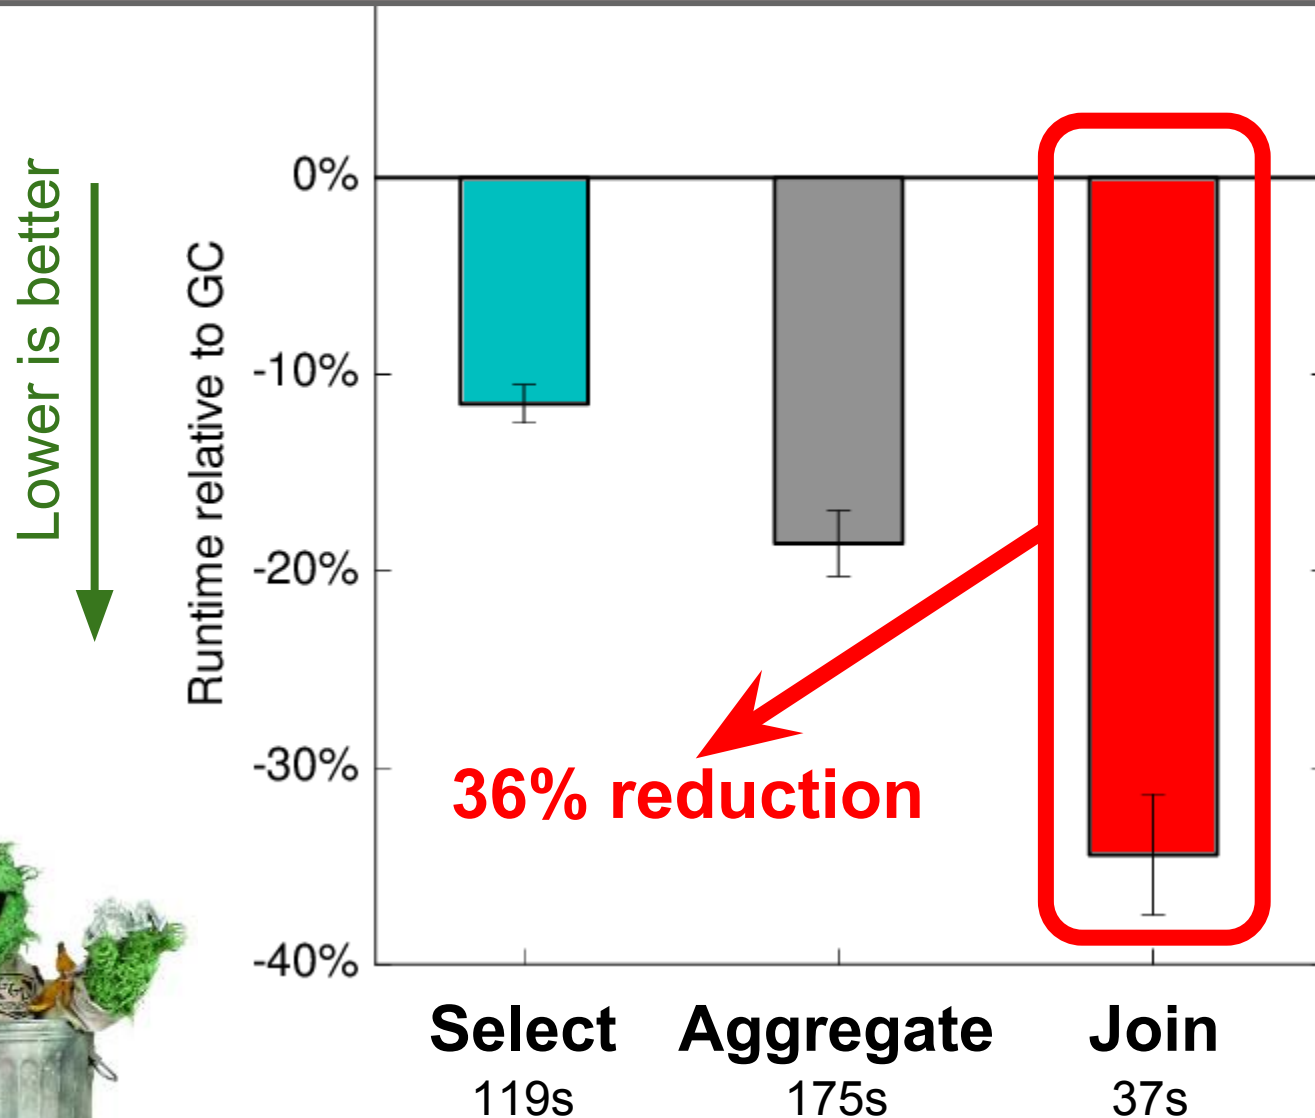 Lower is better
Runtime relative to GC
0%
-10%
-20%
-30%
-40%
36% reduction
Select
Aggregate
Join
119s
175s
37s